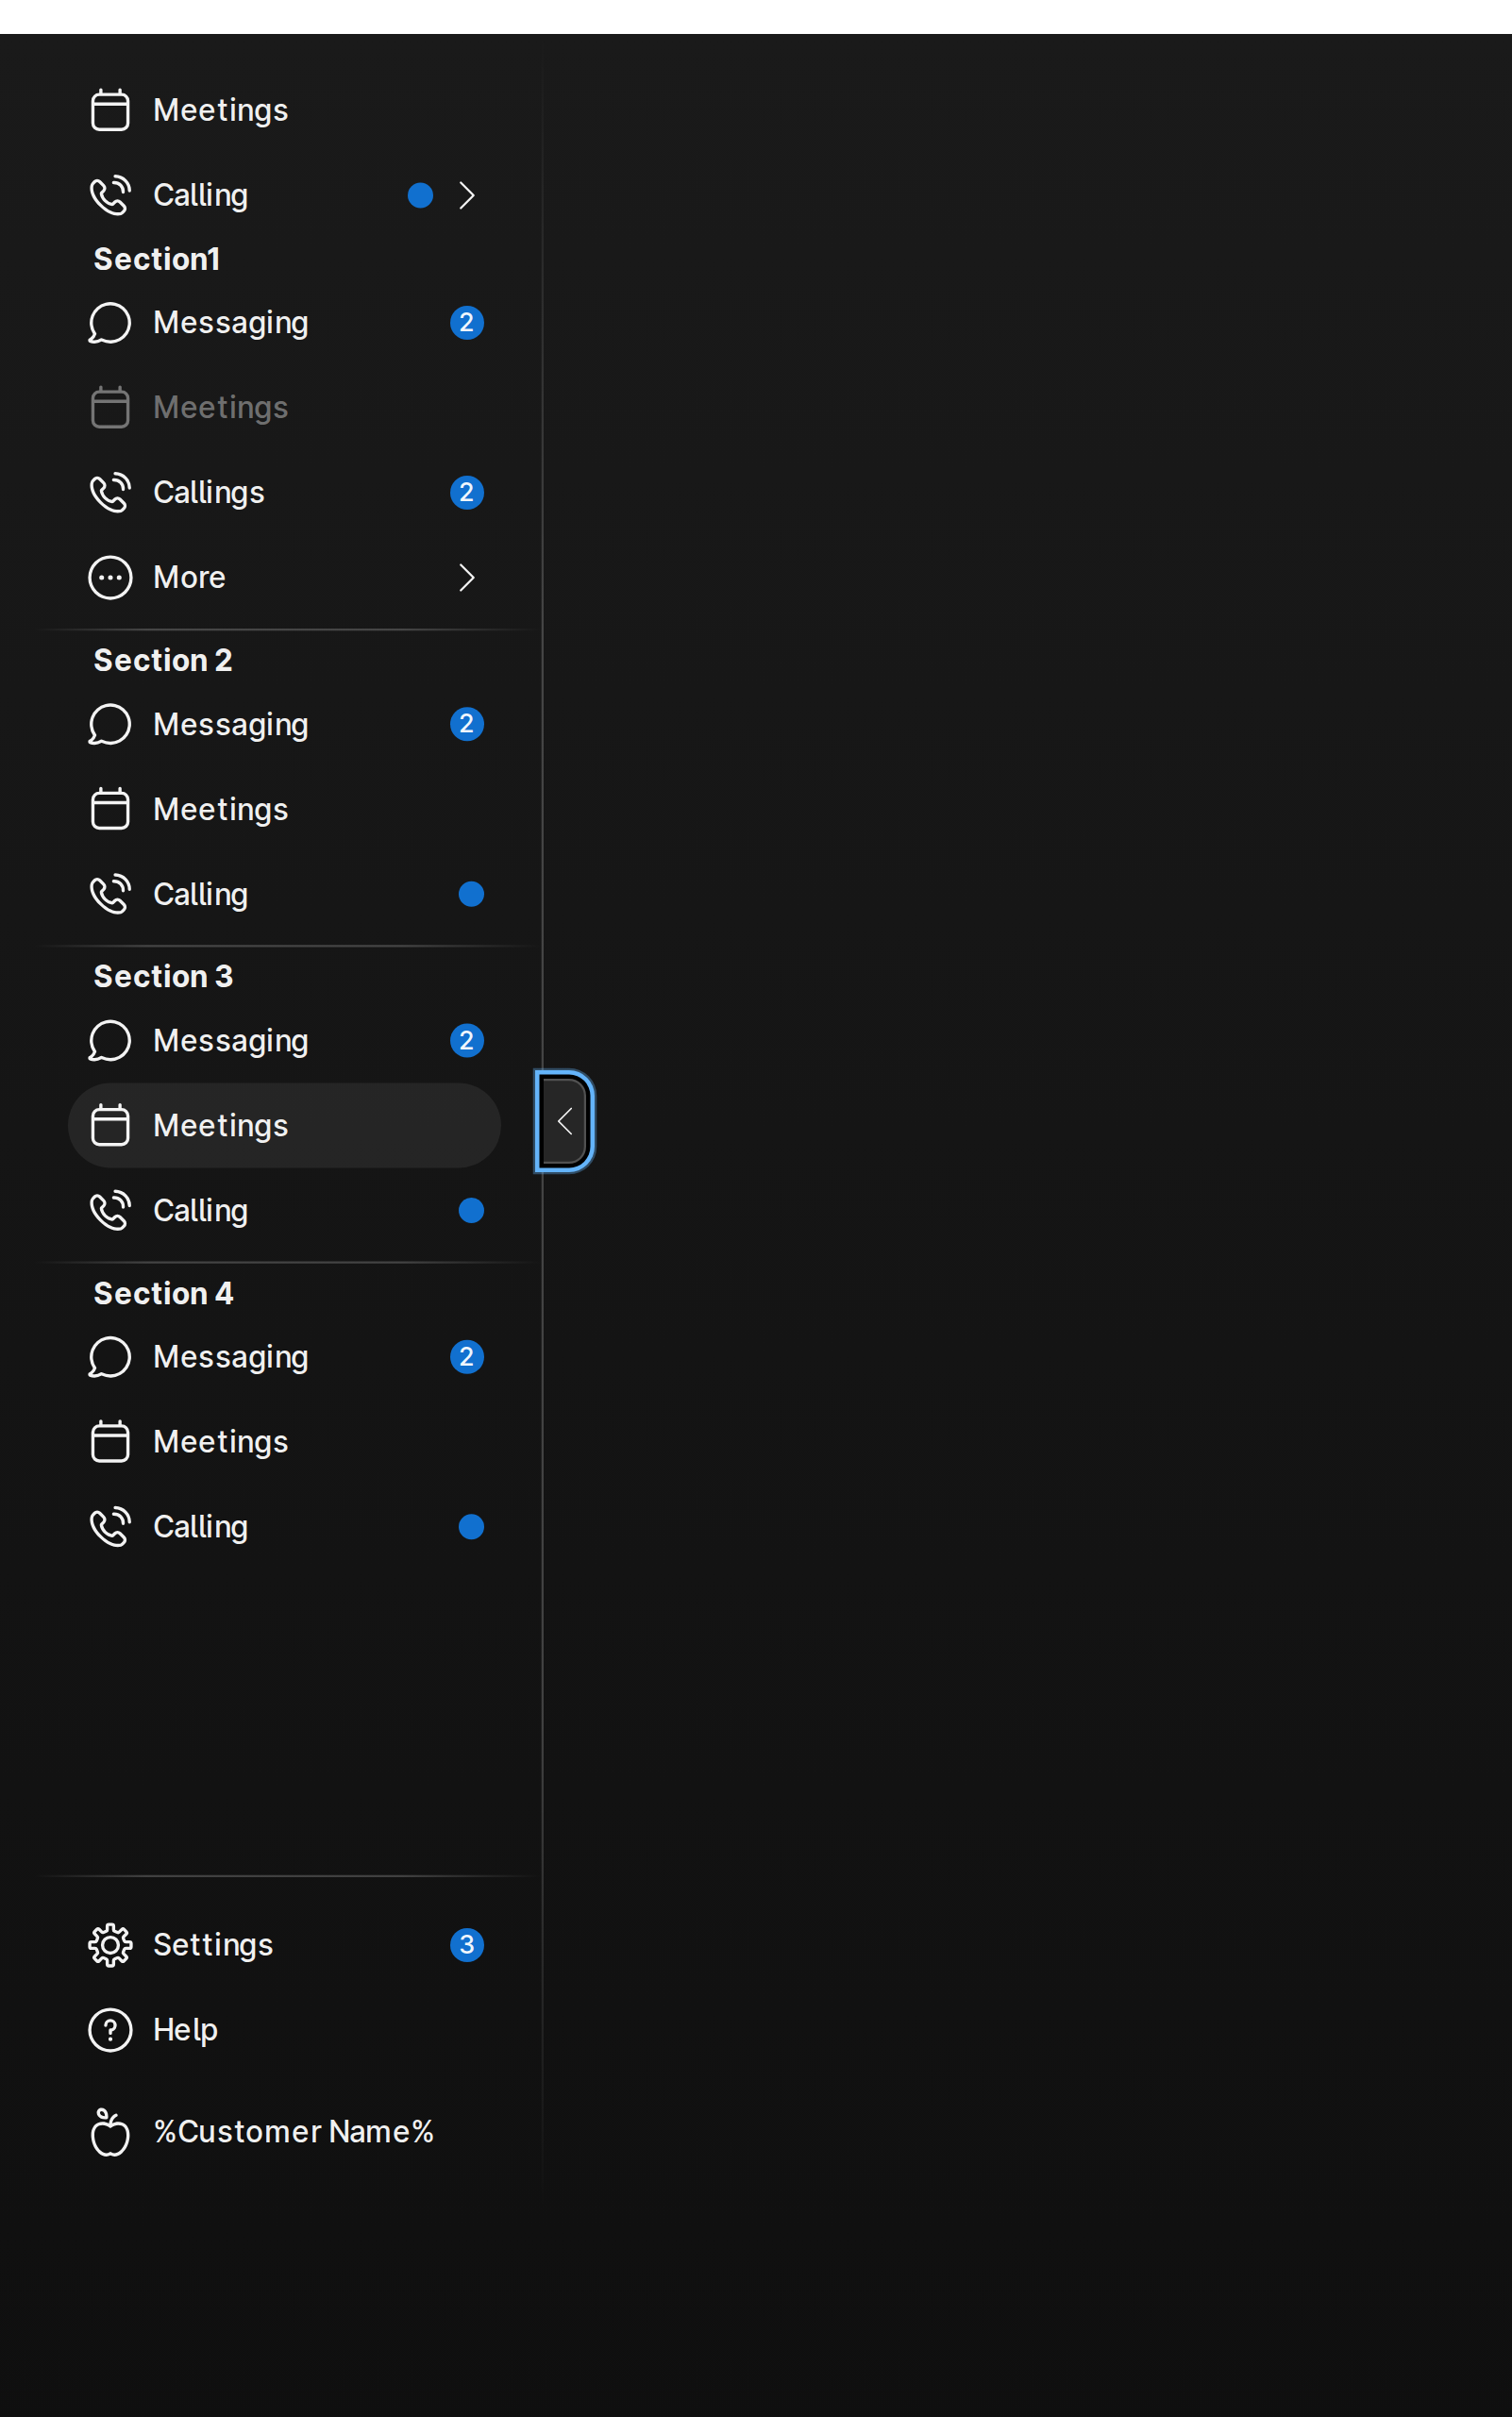 Meetings
Calling
Section1
Messaging 2
Meetings
Callings 2
More
Section 2
Messaging 2
Meetings
Calling
Section 3
Messaging 2
Meetings
Calling
Section 4
Messaging 2
Meetings
Calling
Settings 3
Help
%Customer Name%